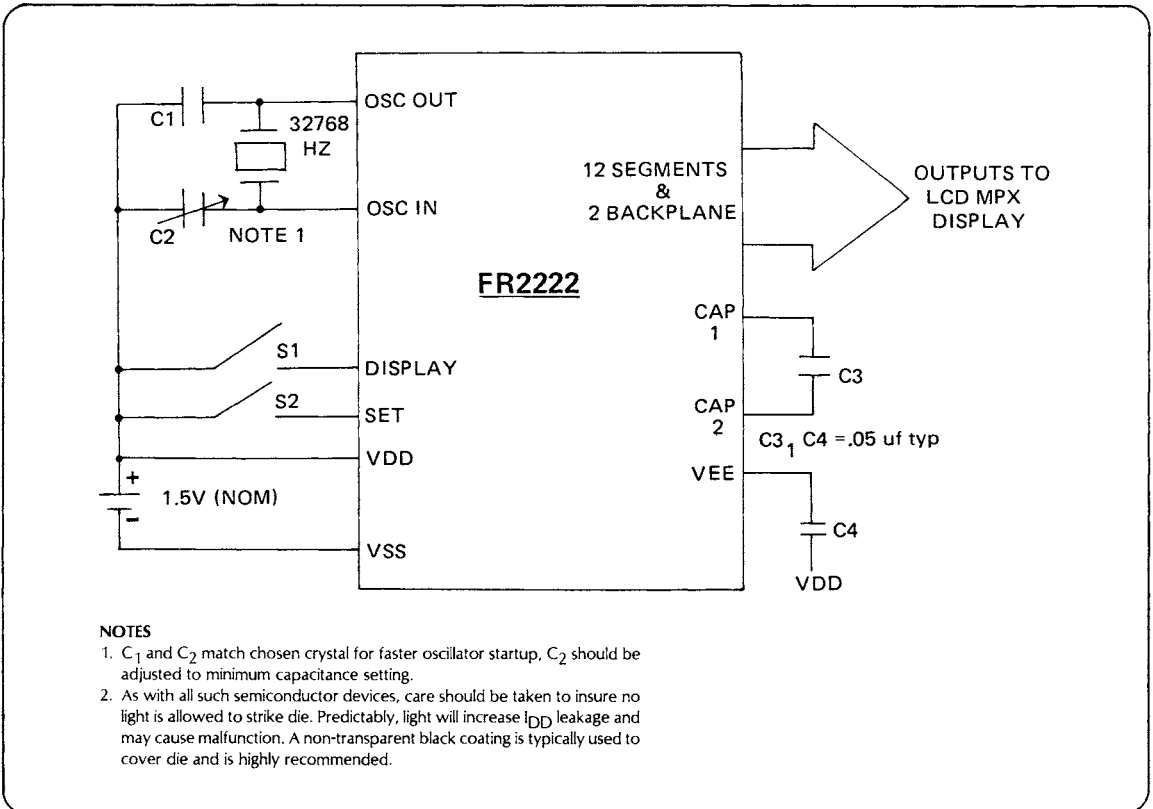 C1
OSC OUT
32768
HZ
C2
NOTE 1
OSC IN
12 SEGMENTS
&
2 BACKPLANE
OUTPUTS TO
LCD MPX
DISPLAY
FR2222
S1
DISPLAY
S2
SET
VDD
+
1.5V (NOM)
-
VSS
CAP
1
C3
CAP
2
C3, C4 = .05 uf typ
VEE
C4
VDD
NOTES
1. C1 and C2 match chosen crystal for faster oscillator startup, C2 should be
adjusted to minimum capacitance setting.
2. As with all such semiconductor devices, care should be taken to insure no
light is allowed to strike die. Predictably, light will increase IDD leakage and
may cause malfunction. A non-transparent black coating is typically used to
cover die and is highly recommended.